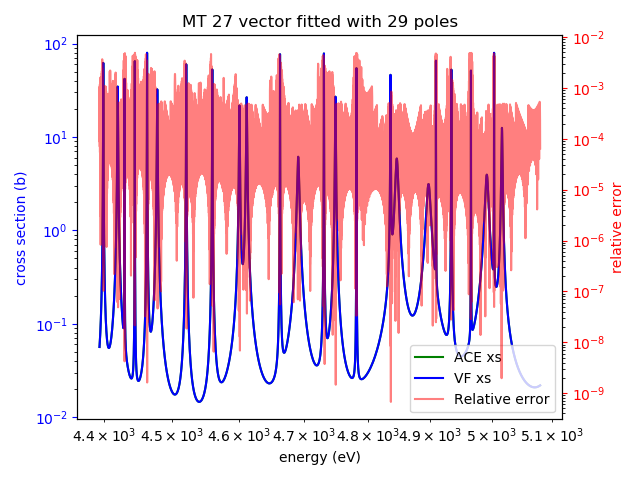 MT 27 vector fitted with 29 poles
10²
10¹
10⁰
10⁻¹
10⁻²
cross section (b)
10⁻²
10⁻³
10⁻⁴
10⁻⁵
10⁻⁶
10⁻⁷
10⁻⁸
10⁻⁹
relative error
ACE xs
VF xs
Relative error
4.4 × 10³ 4.5 × 10³ 4.6 × 10³ 4.7 × 10³ 4.8 × 10³ 4.9 × 10³ 5 × 10³ 5.1 × 10³
energy (eV)